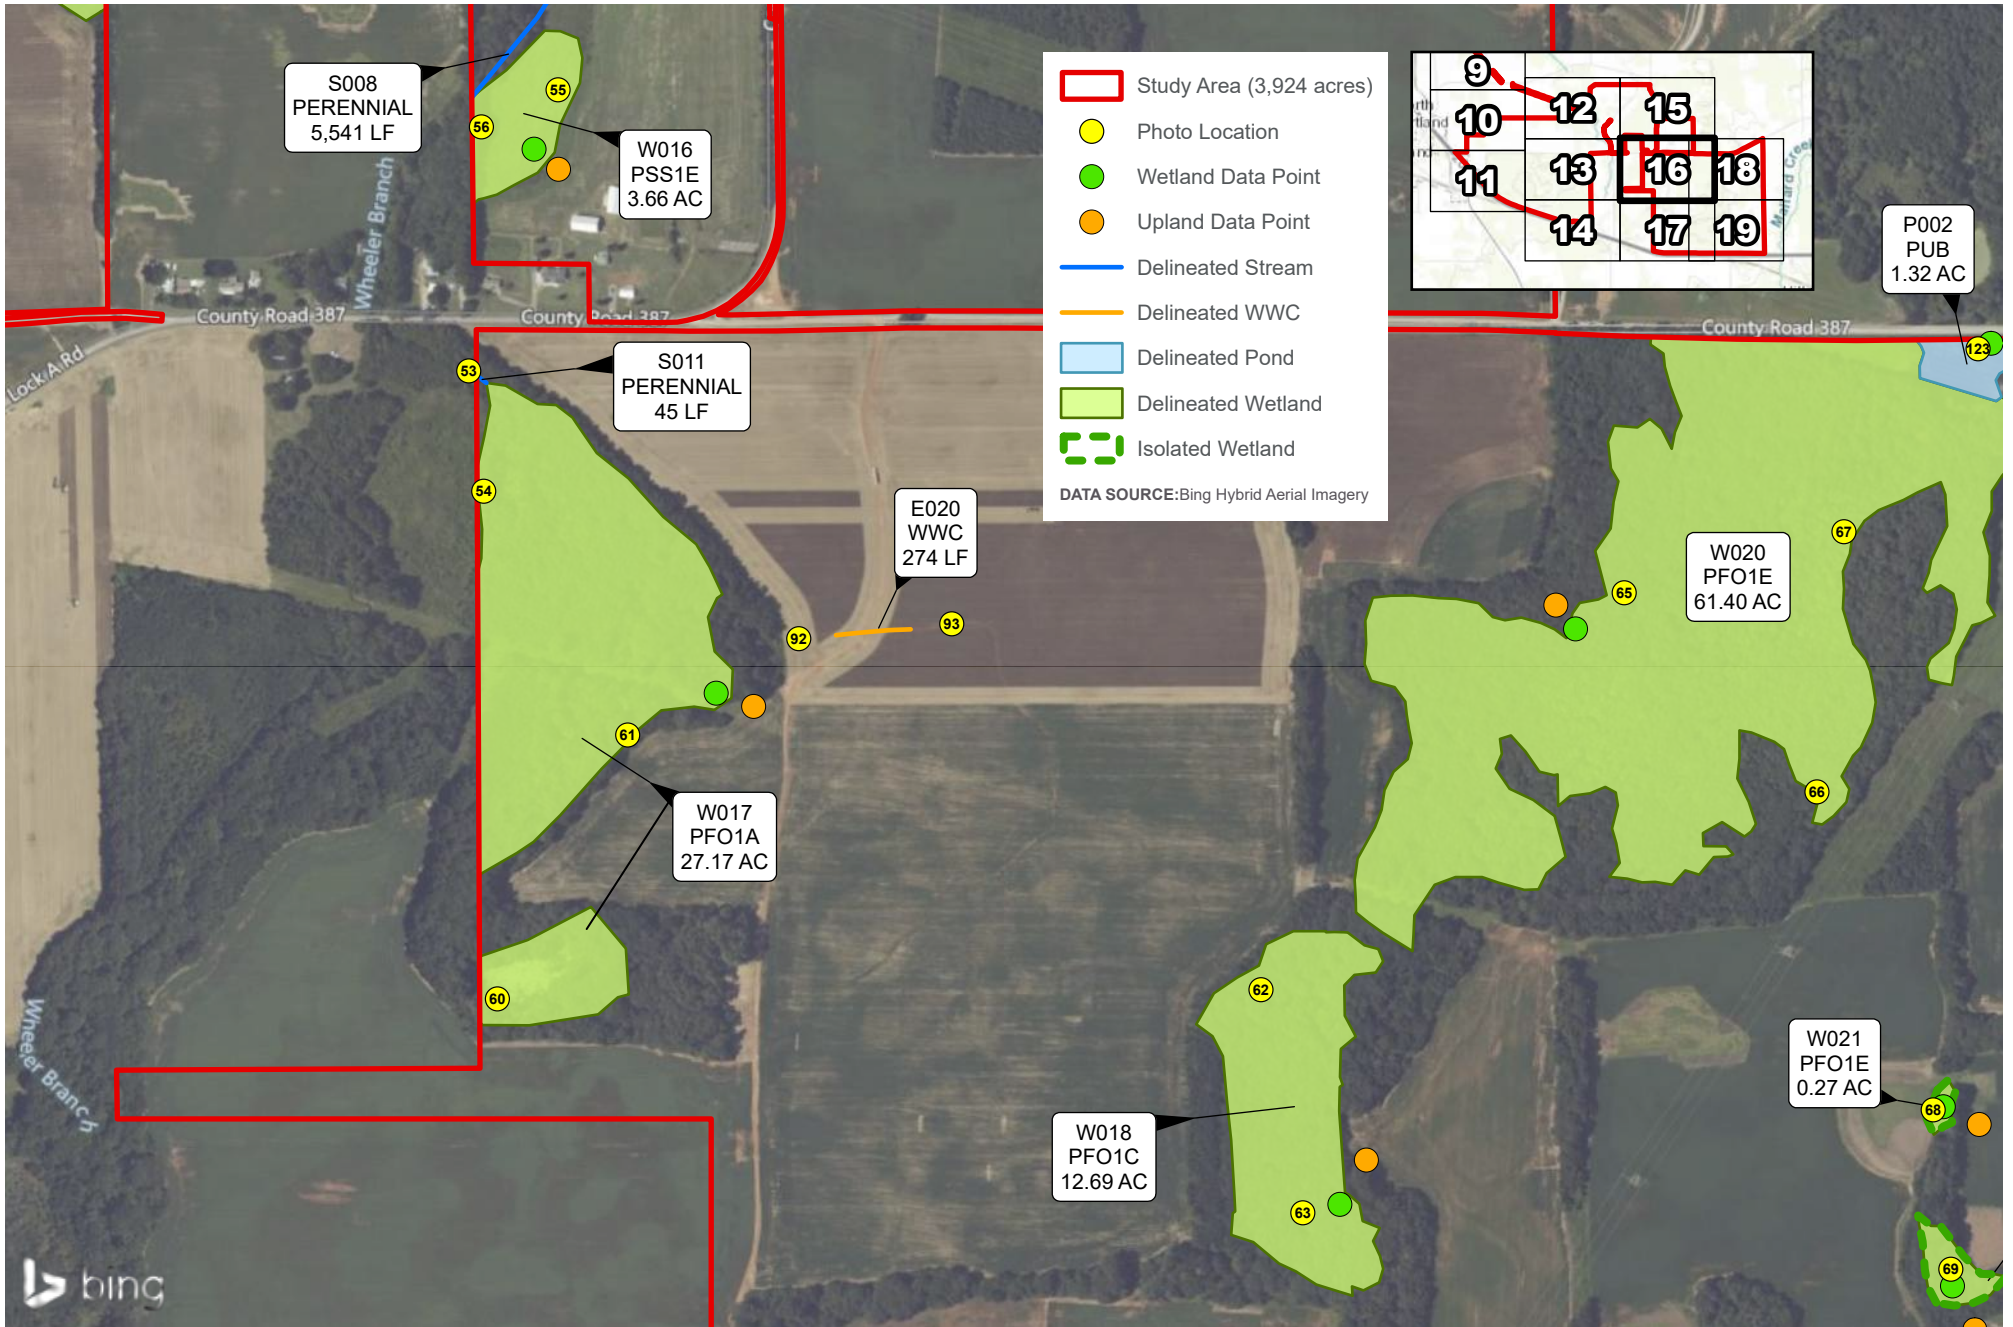 S008
PERENNIAL
5,541 LF
55
56
W016
PSS1E
3.66 AC
Wheeler Branch
County Road 387
County Road 387
County Road 387
Lock A Rd
Study Area (3,924 acres)
Photo Location
Wetland Data Point
Upland Data Point
Delineated Stream
Delineated WWC
Delineated Pond
Delineated Wetland
Isolated Wetland
DATA SOURCE:Bing Hybrid Aerial Imagery
9
10
11
12
13
14
15
16
17
18
19
P002
PUB
1.32 AC
123
53
S011
PERENNIAL
45 LF
54
E020
WWC
274 LF
92
93
61
W017
PFO1A
27.17 AC
60
67
W020
PFO1E
61.40 AC
65
66
62
W018
PFO1C
12.69 AC
63
W021
PFO1E
0.27 AC
68
69
Wheeler Branch
bing